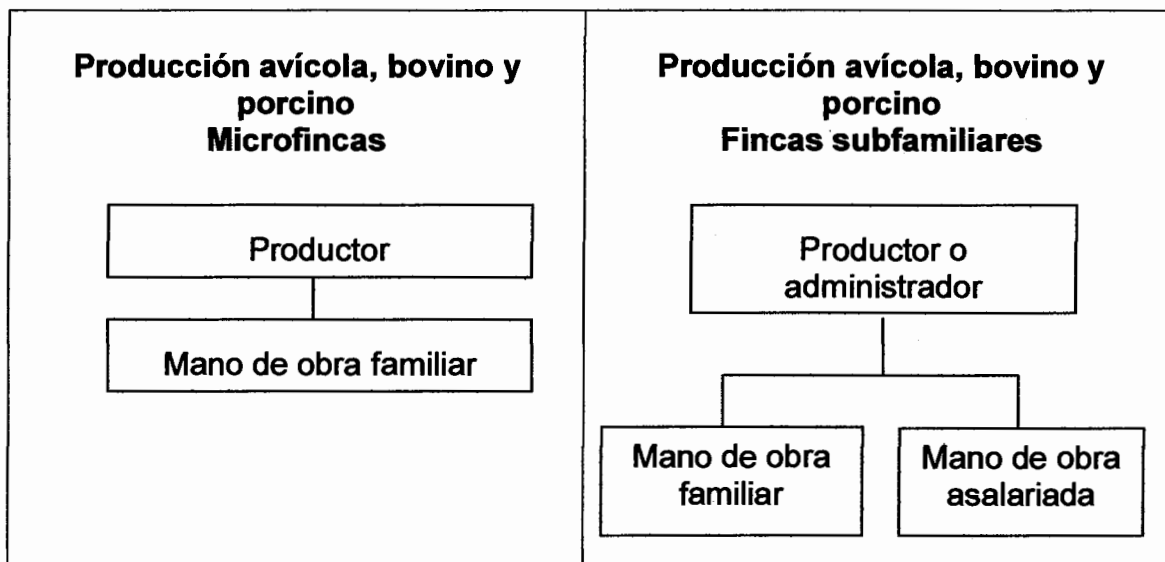 Producción avícola, bovino y
porcino
Microfincas
Productor
Mano de obra familiar
Producción avícola, bovino y
porcino
Fincas subfamiliares
Productor o
administrador
Mano de obra
familiar
Mano de obra
asalariada